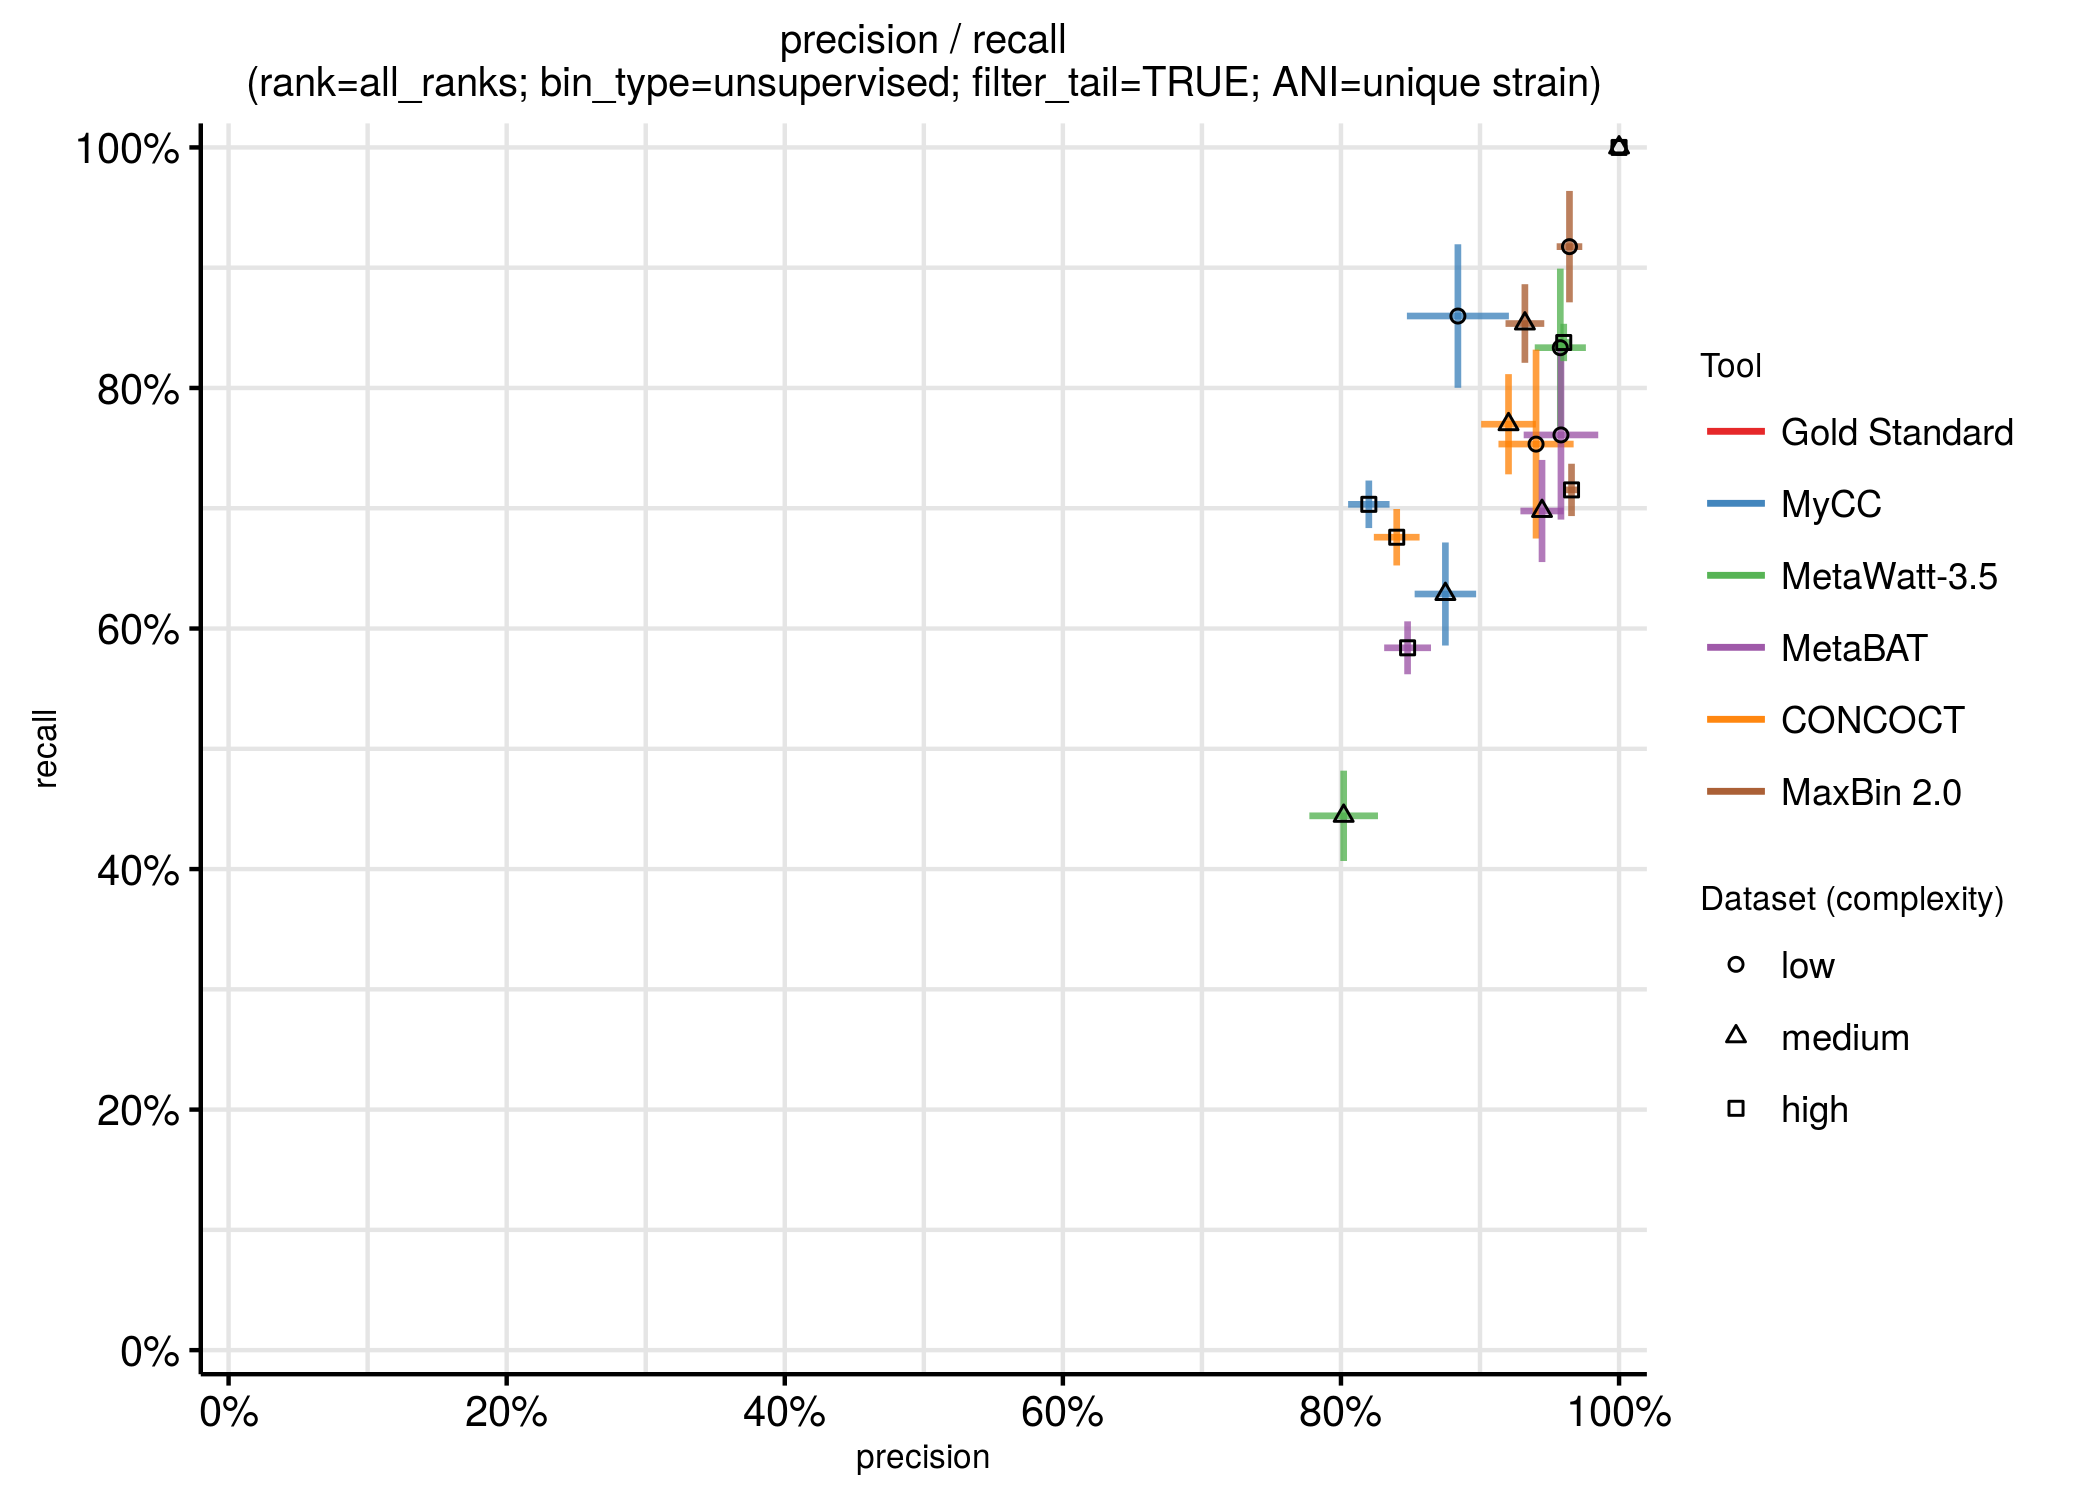 precision / recall
(rank=all_ranks; bin_type=unsupervised; filter_tail=TRUE; ANI=unique strain)
100%
80%
60%
40%
20%
0%
recall
0%
20%
40%
60%
80%
100%
precision
Tool
Gold Standard
MyCC
MetaWatt-3.5
MetaBAT
CONCOCT
MaxBin 2.0
Dataset (complexity)
low
medium
high